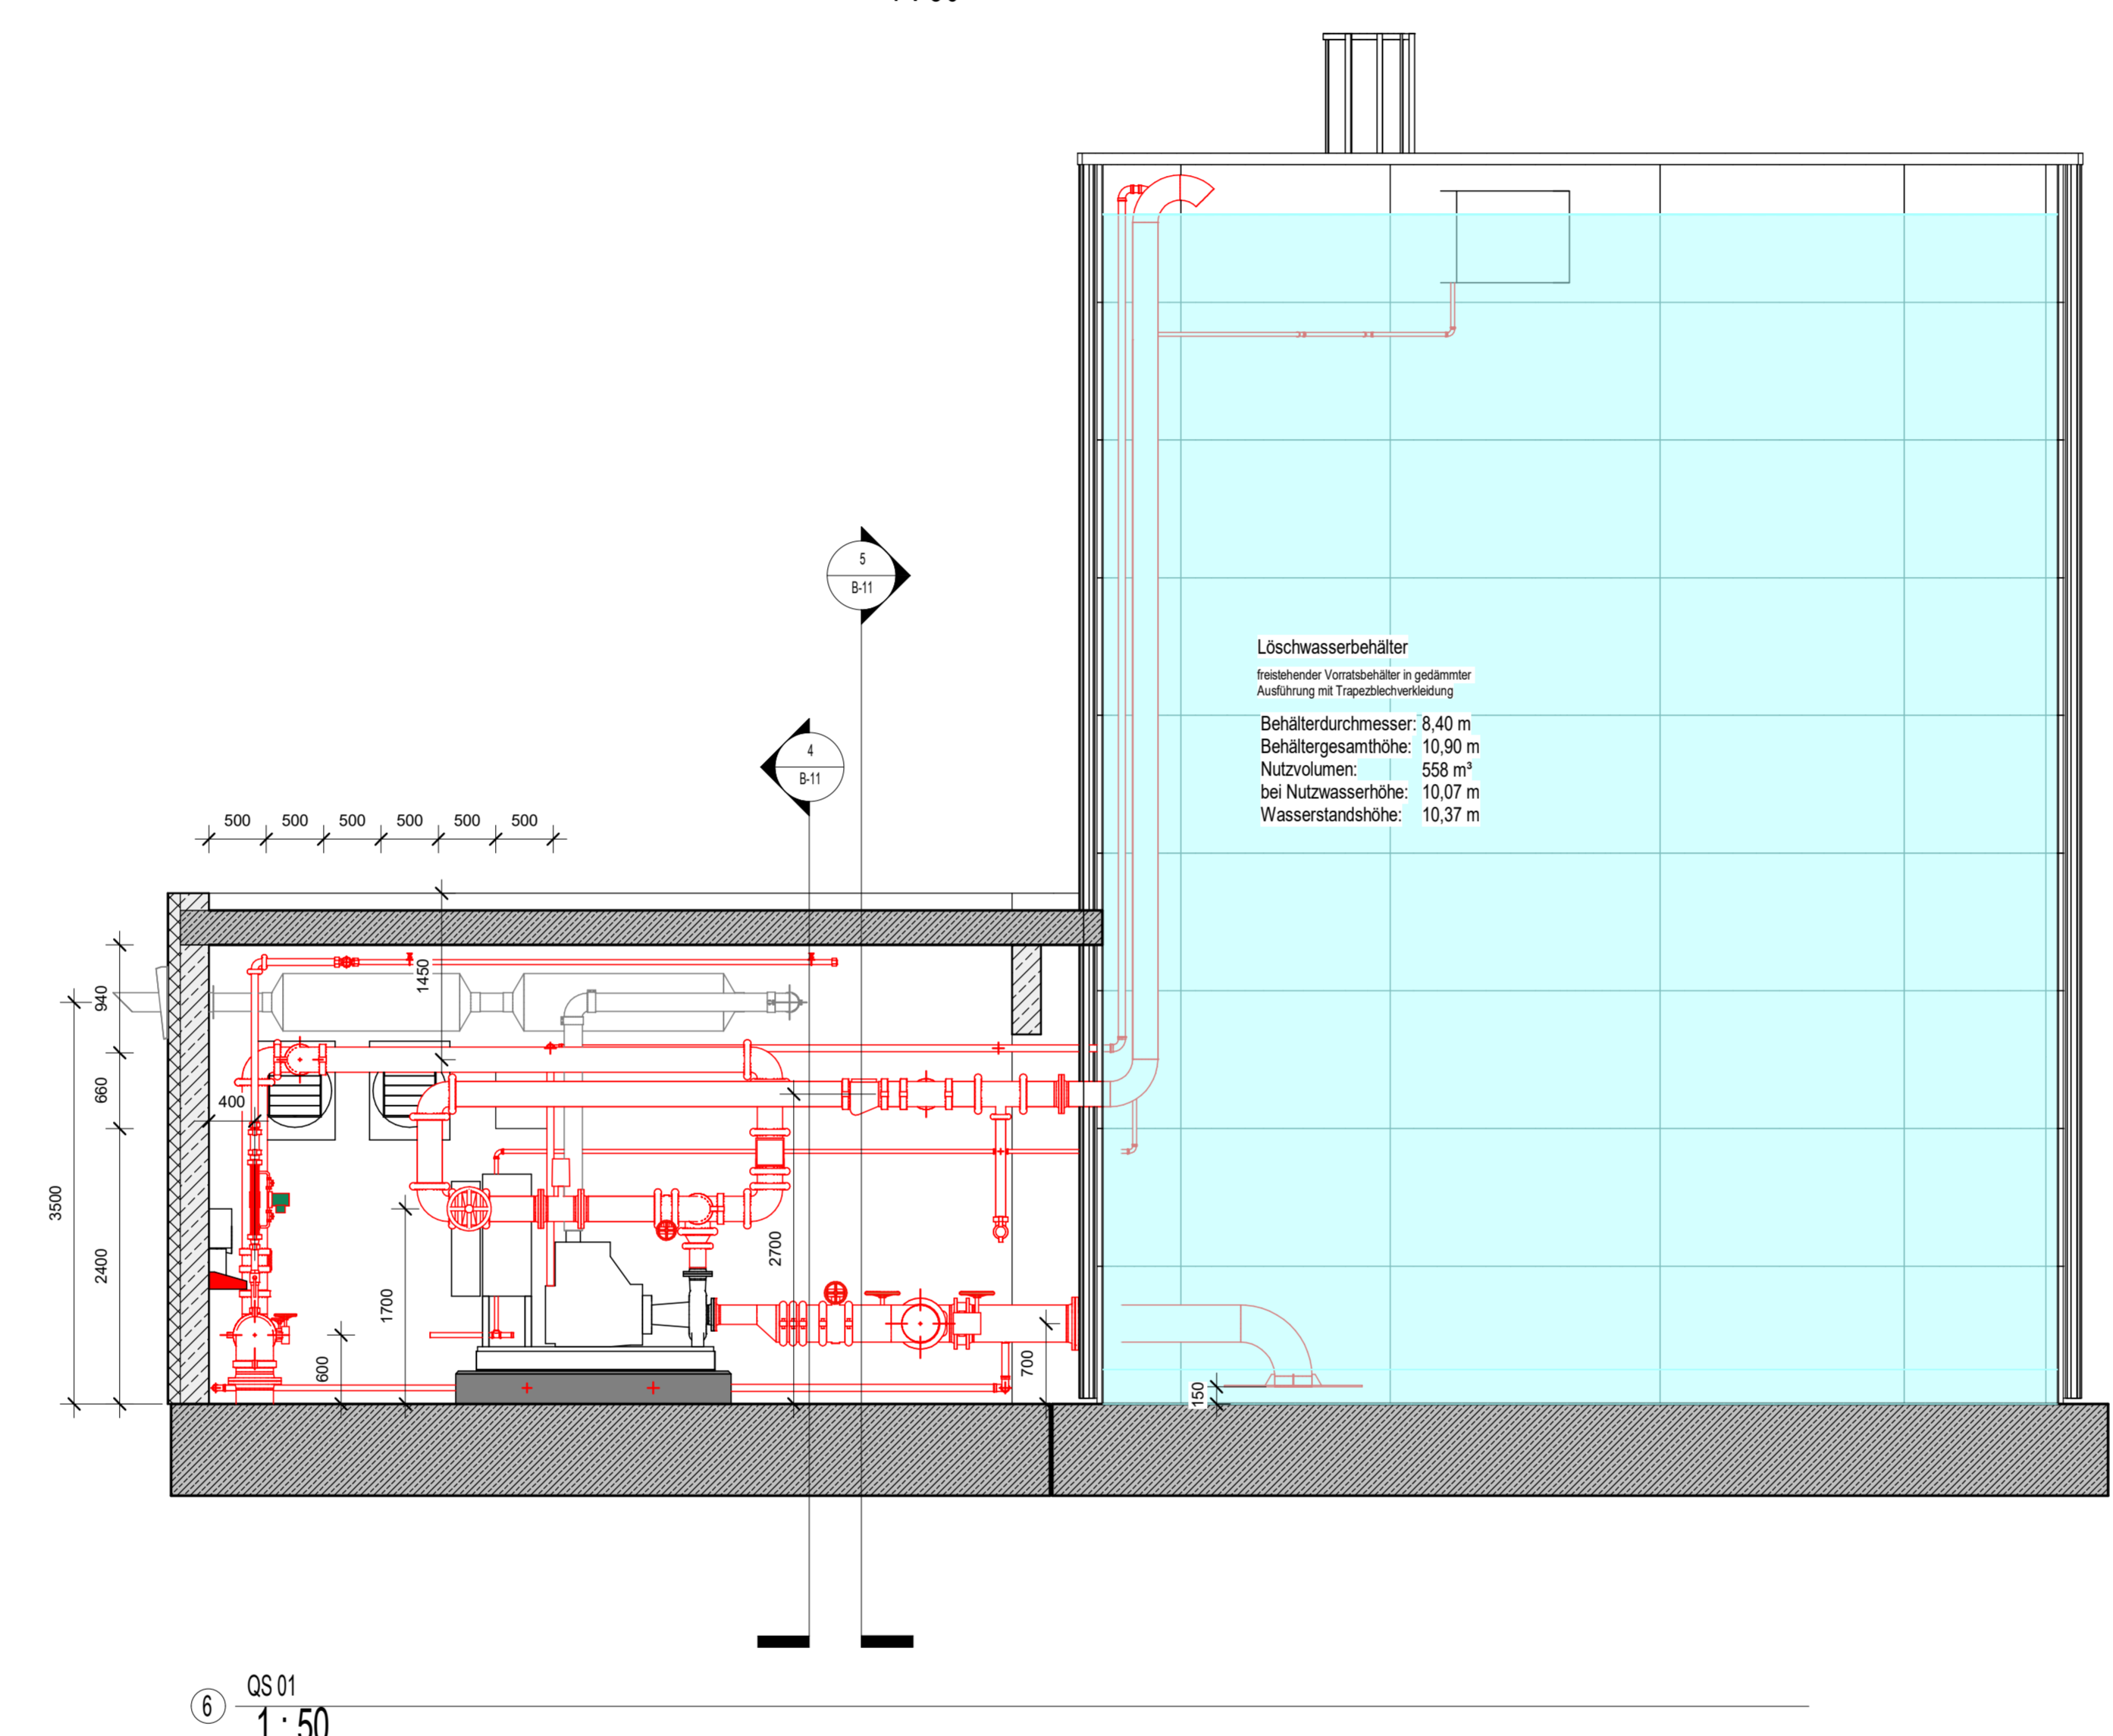 5
B-11
Löschwasserbehälter
freistehender Vorratsbehälter in gedämmter
Ausführung mit Trapezblechverkleidung
Behälterdurchmesser: 8,40 m
Behältergesamthöhe: 10,90 m
Nutzvolumen: 558 m³
bei Nutzwasserhöhe: 10,07 m
Wasserstandshöhe: 10,37 m
4
B-11
500 500 500 500 500 500
1450
940
660
400
3500
2400
2700
1700
600
700
150
6
QS 01
1 : 50